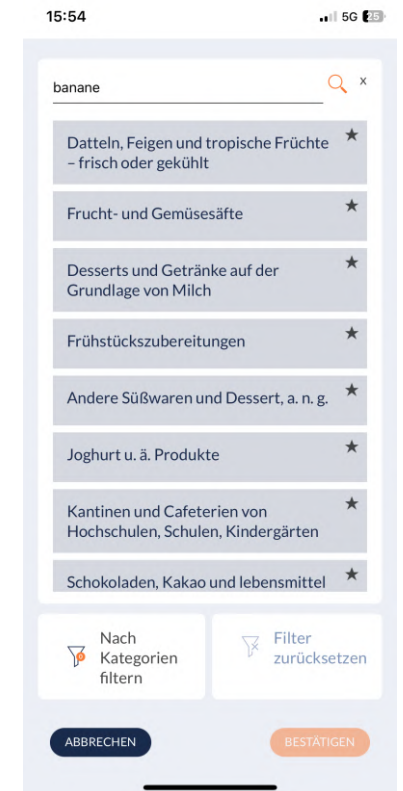 15:54
5G 25
banane
x
Datteln, Feigen und tropische Früchte
– frisch oder gekühlt
Frucht- und Gemüsesäfte
Desserts und Getränke auf der
Grundlage von Milch
Frühstückszubereitungen
Andere Süßwaren und Dessert, a. n. g.
Joghurt u. ä. Produkte
Kantinen und Cafeterien von
Hochschulen, Schulen, Kindergärten
Schokoladen, Kakao und lebensmittel
Nach
Kategorien
filtern
Filter
zurücksetzen
ABBRECHEN
BESTÄTIGEN